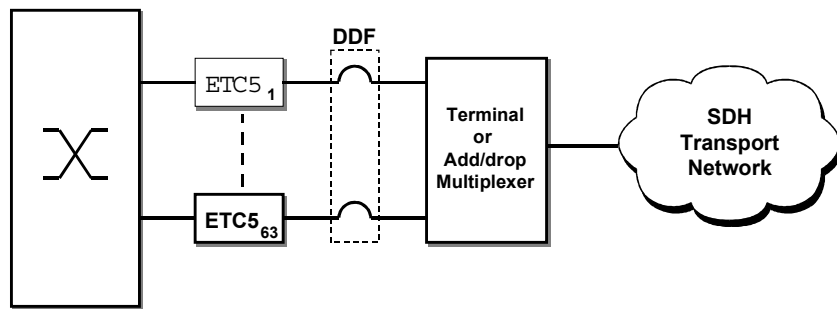 DDF
ETC5 1
ETC5 63
Terminal
or
Add/drop
Multiplexer
SDH
Transport
Network